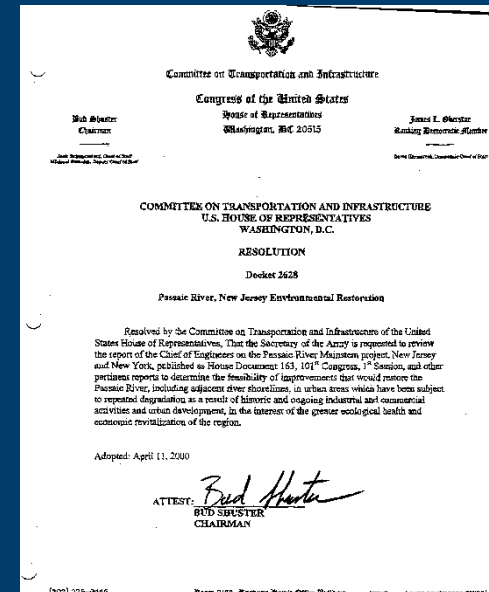 Committee on Transportation and Infrastructure
Congress of the United States
House of Representatives
Bud Shuster
Chairman
Washington, DC 20515
James L. Oberstar
Ranking Democratic Member
COMMITTEE ON TRANSPORTATION AND INFRASTRUCTURE
U.S. HOUSE OF REPRESENTATIVES
WASHINGTON, D.C.
RESOLUTION
Docket 2628
Passaic River, New Jersey Environmental Restoration
Resolved by the Committee on Transportation and Infrastructure of the United
States House of Representatives, That the Secretary of the Army is requested to review
the report of the Chief of Engineers on the Passaic River Mainstem project, New Jersey
and New York, published as House Document 163, 101st Congress, 1st Session, and other
pertinent reports to determine the feasibility of improvements that would restore the
Passaic River, including adjacent river shorelines, in urban areas which have been subject
to repeated degradation as a result of historic and ongoing industrial and commercial
activities and urban development, in the interest of the greater ecological health and
economic revitalization of the region.
Adopted: April 11, 2000
ATTEST: Bud Shuster
BUD SHUSTER
CHAIRMAN